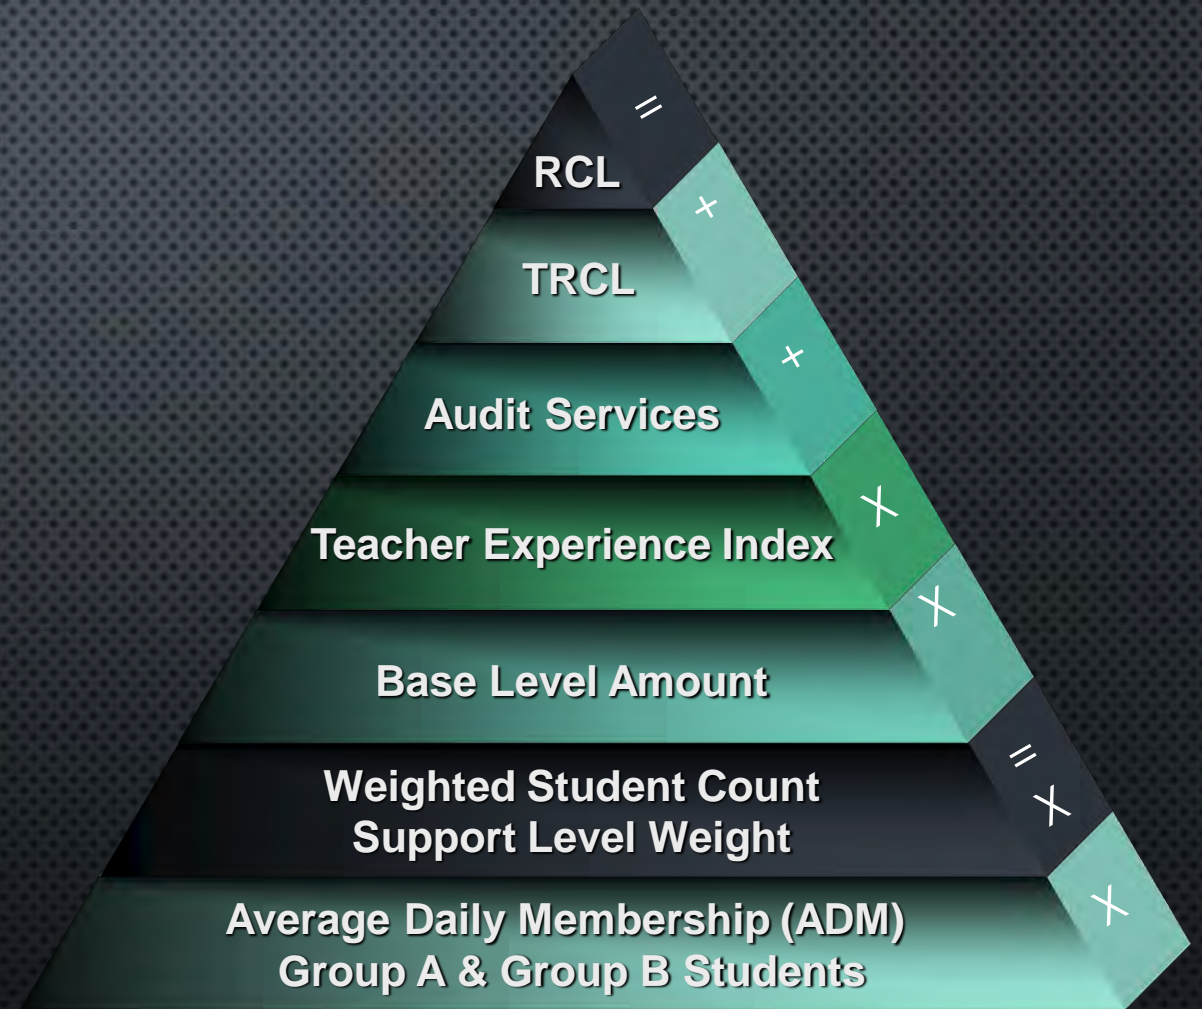 =
RCL
+
TRCL
+
Audit Services
X
Teacher Experience Index
X
Base Level Amount
=
Weighted Student Count
X
Support Level Weight
X
Average Daily Membership (ADM)
Group A & Group B Students